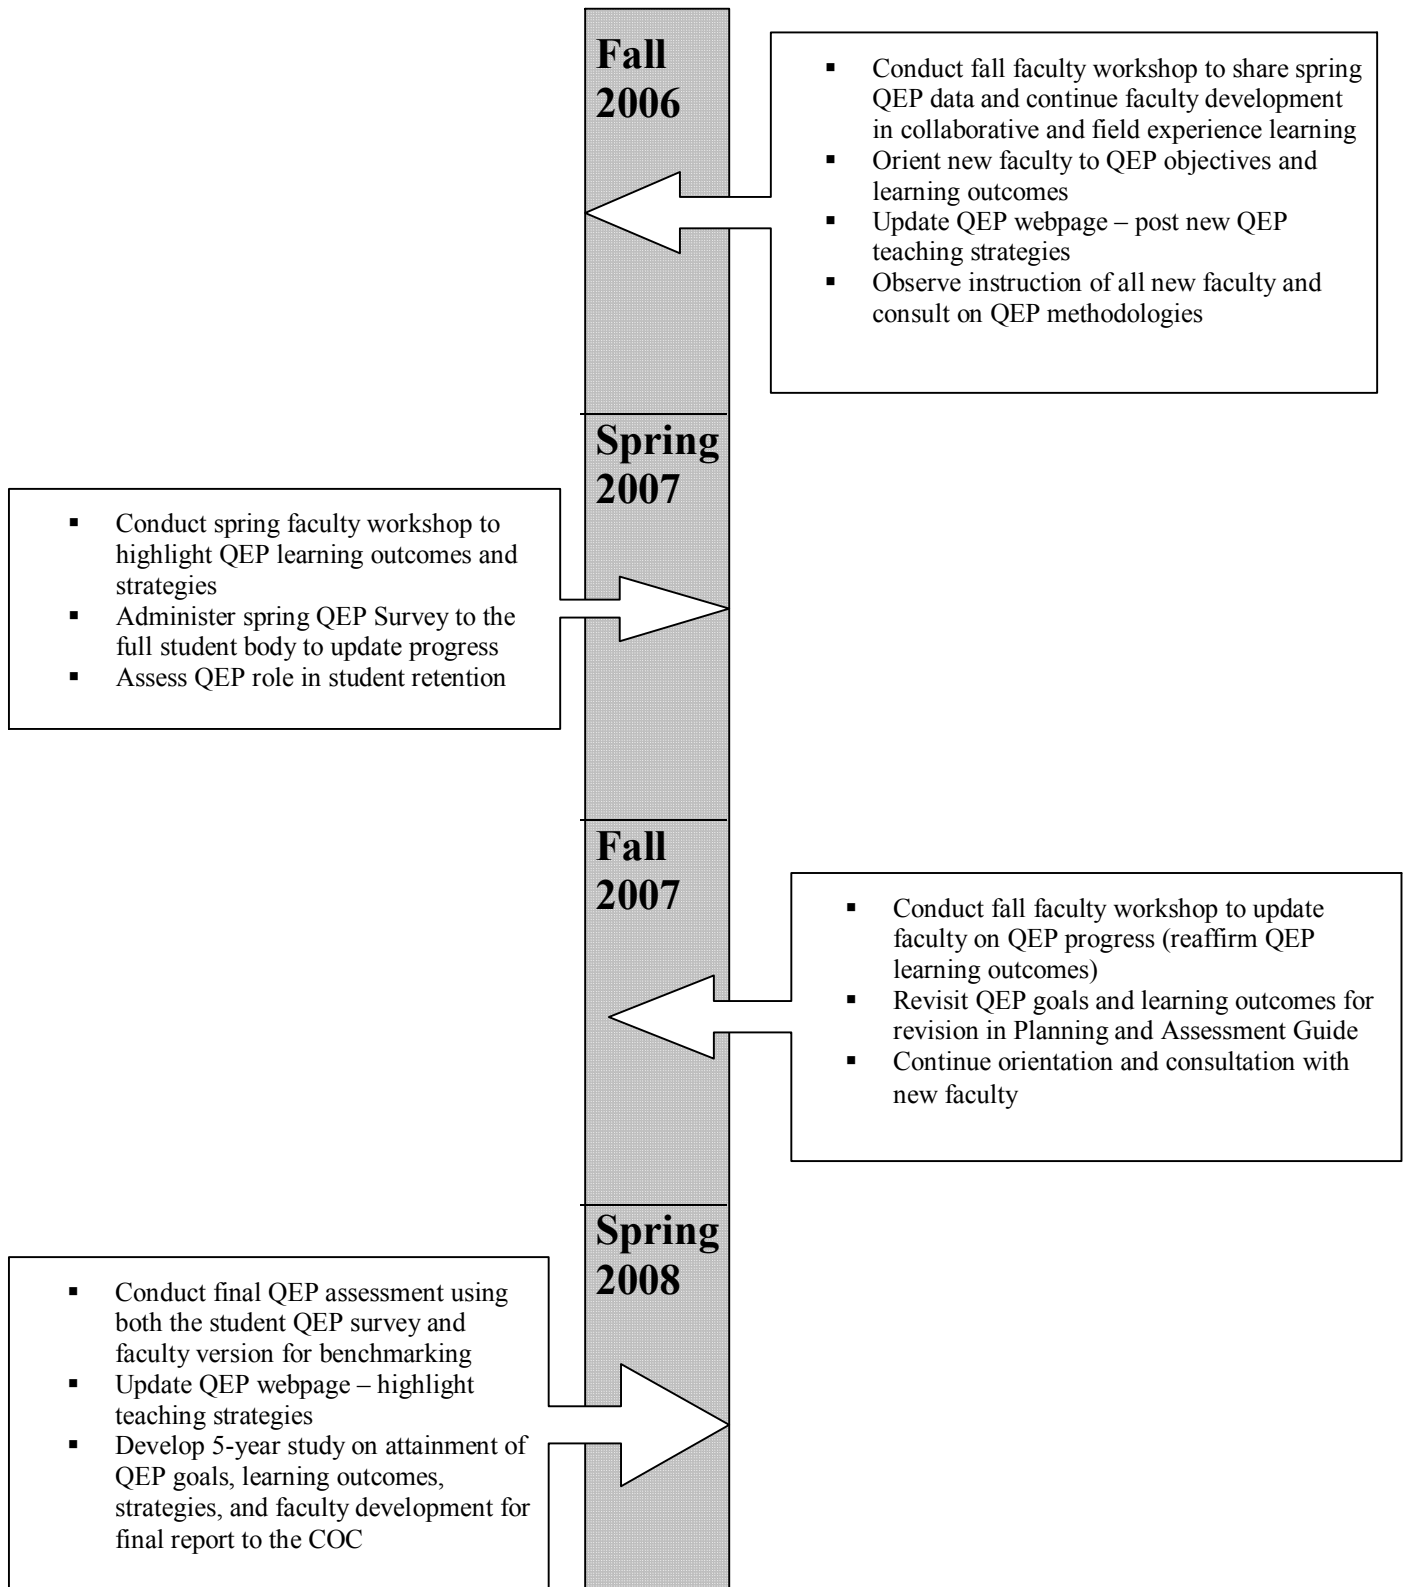 Fall
2006
▪ Conduct fall faculty workshop to share spring
QEP data and continue faculty development
in collaborative and field experience learning
▪ Orient new faculty to QEP objectives and
learning outcomes
▪ Update QEP webpage – post new QEP
teaching strategies
▪ Observe instruction of all new faculty and
consult on QEP methodologies
Spring
2007
▪ Conduct spring faculty workshop to
highlight QEP learning outcomes and
strategies
▪ Administer spring QEP Survey to the
full student body to update progress
▪ Assess QEP role in student retention
Fall
2007
▪ Conduct fall faculty workshop to update
faculty on QEP progress (reaffirm QEP
learning outcomes)
▪ Revisit QEP goals and learning outcomes for
revision in Planning and Assessment Guide
▪ Continue orientation and consultation with
new faculty
Spring
2008
▪ Conduct final QEP assessment using
both the student QEP survey and
faculty version for benchmarking
▪ Update QEP webpage – highlight
teaching strategies
▪ Develop 5-year study on attainment of
QEP goals, learning outcomes,
strategies, and faculty development for
final report to the COC